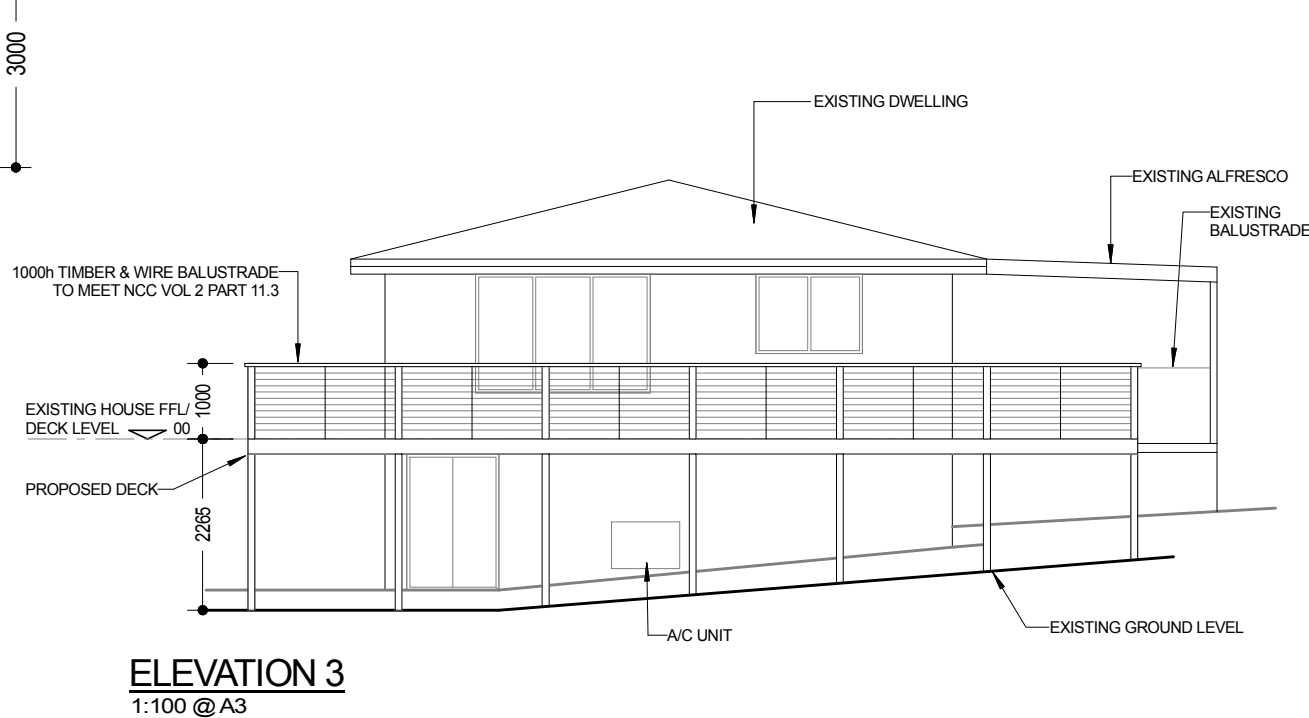 3000
EXISTING DWELLING
EXISTING ALFRESCO
EXISTING
BALUSTRADE
1000h TIMBER & WIRE BALUSTRADE
TO MEET NCC VOL 2 PART 11.3
1000
EXISTING HOUSE FFL/
DECK LEVEL 00
PROPOSED DECK
2265
A/C UNIT
EXISTING GROUND LEVEL
ELEVATION 3
1:100 @ A3